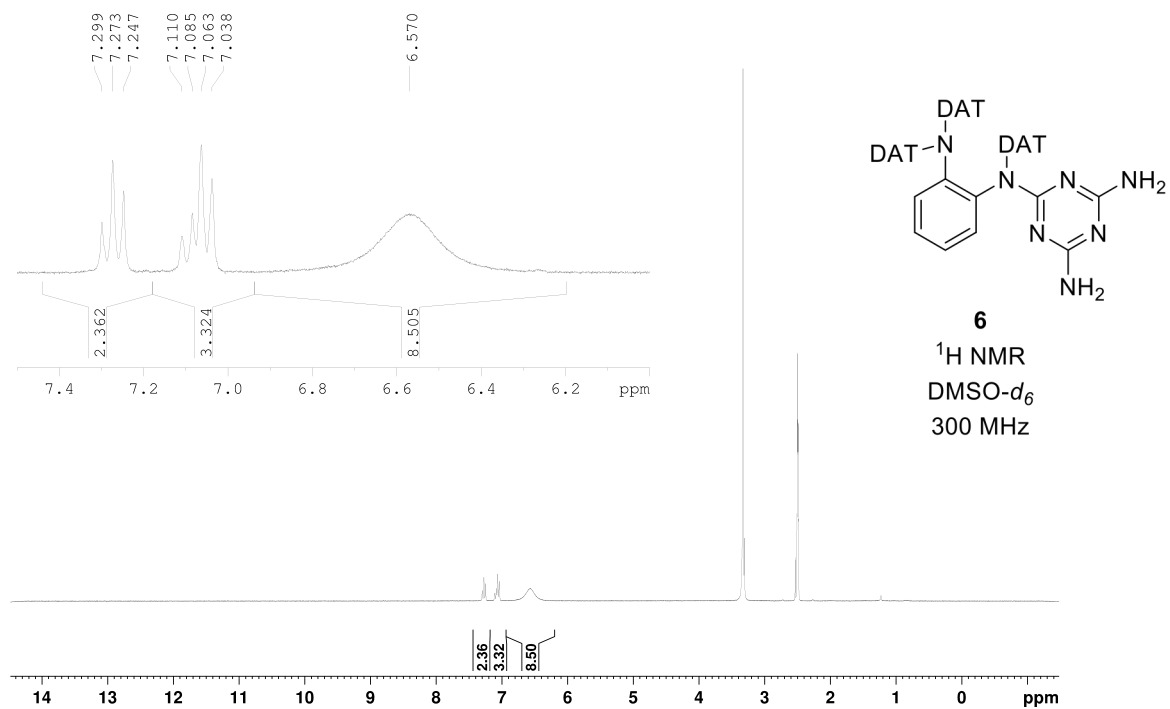 7.299
7.273
7.247
7.110
7.085
7.063
7.038
6.570
2.362
3.324
8.505
7.4 7.2 7.0 6.8 6.6 6.4 6.2 ppm
DAT
DAT N DAT
N N NH2
N N
NH2
6
1H NMR
DMSO-d6
300 MHz
2.36
3.32
8.50
14 13 12 11 10 9 8 7 6 5 4 3 2 1 0 ppm